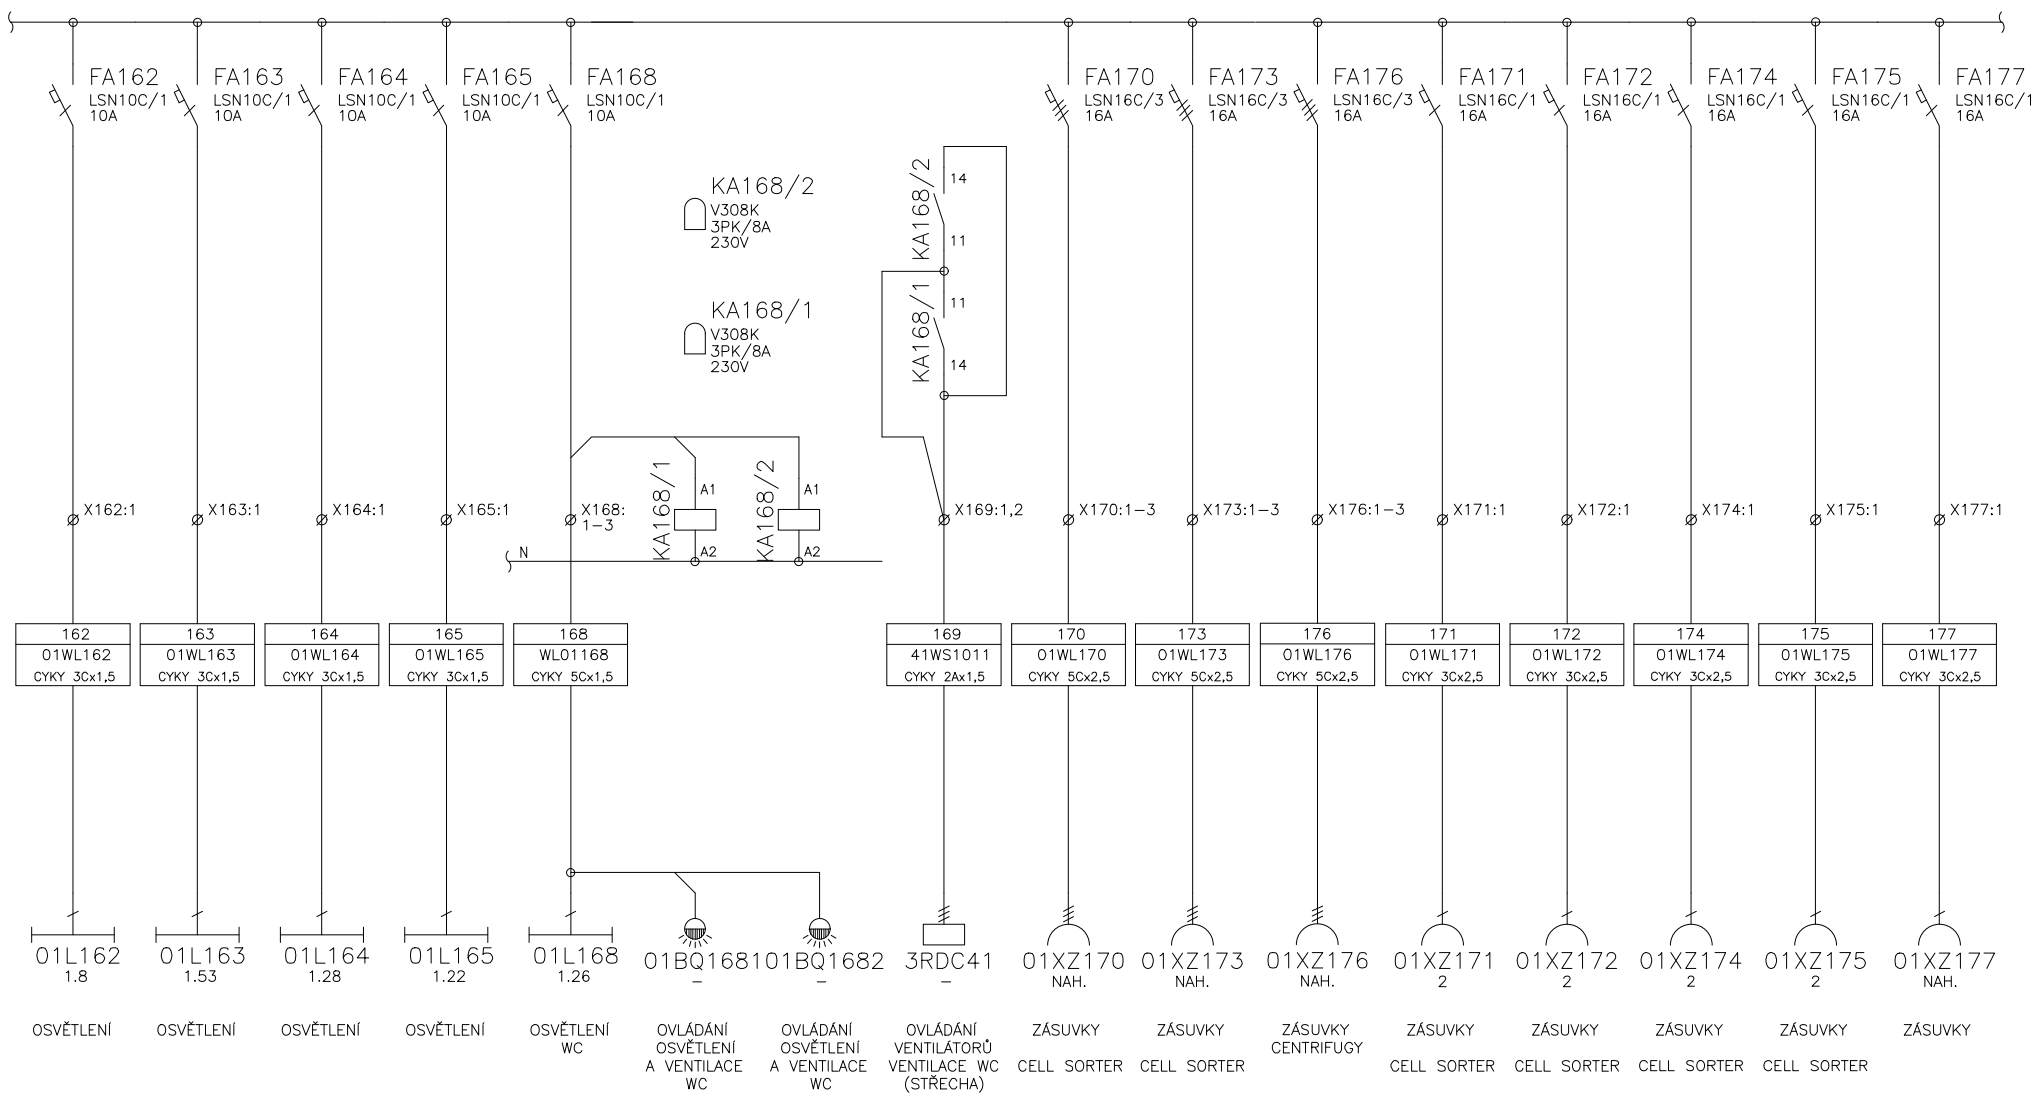 FA162
LSN10C/1
10A
FA163
LSN10C/1
10A
FA164
LSN10C/1
10A
FA165
LSN10C/1
10A
FA168
LSN10C/1
10A
FA170
LSN16C/3
16A
FA173
LSN16C/3
16A
FA176
LSN16C/3
16A
FA171
LSN16C/1
16A
FA172
LSN16C/1
16A
FA174
LSN16C/1
16A
FA175
LSN16C/1
16A
FA177
LSN16C/1
16A
KA168/2
V308K
3PK/8A
230V
KA168/1
V308K
3PK/8A
230V
KA168/2
14
11
KA168/1
11
14
KA168/1
A1
A2
KA168/2
A1
A2
N
X162:1
X163:1
X164:1
X165:1
X168:
1-3
X169:1,2
X170:1-3
X173:1-3
X176:1-3
X171:1
X172:1
X174:1
X175:1
X177:1
162
01WL162
CYKY 3Cx1,5
163
01WL163
CYKY 3Cx1,5
164
01WL164
CYKY 3Cx1,5
165
01WL165
CYKY 3Cx1,5
168
WL01168
CYKY 5Cx1,5
169
41WS1011
CYKY 2Ax1,5
170
01WL170
CYKY 5Cx2,5
173
01WL173
CYKY 5Cx2,5
176
01WL176
CYKY 5Cx2,5
171
01WL171
CYKY 3Cx2,5
172
01WL172
CYKY 3Cx2,5
174
01WL174
CYKY 3Cx2,5
175
01WL175
CYKY 3Cx2,5
177
01WL177
CYKY 3Cx2,5
01L162
1.8
OSVĚTLENÍ
01L163
1.53
OSVĚTLENÍ
01L164
1.28
OSVĚTLENÍ
01L165
1.22
OSVĚTLENÍ
01L168
1.26
OSVĚTLENÍ
WC
01BQ1681
-
OVLÁDÁNÍ
OSVĚTLENÍ
A VENTILACE
WC
01BQ1682
-
OVLÁDÁNÍ
OSVĚTLENÍ
A VENTILACE
WC
3RDC41
-
OVLÁDÁNÍ
VENTILÁTORŮ
VENTILACE WC
(STŘECHA)
01XZ170
NAH.
ZÁSUVKY
CELL SORTER
01XZ173
NAH.
ZÁSUVKY
CELL SORTER
01XZ176
NAH.
ZÁSUVKY
CENTRIFUGY
01XZ171
2
ZÁSUVKY
CELL SORTER
01XZ172
2
ZÁSUVKY
CELL SORTER
01XZ174
2
ZÁSUVKY
CELL SORTER
01XZ175
2
ZÁSUVKY
CELL SORTER
01XZ177
NAH.
ZÁSUVKY